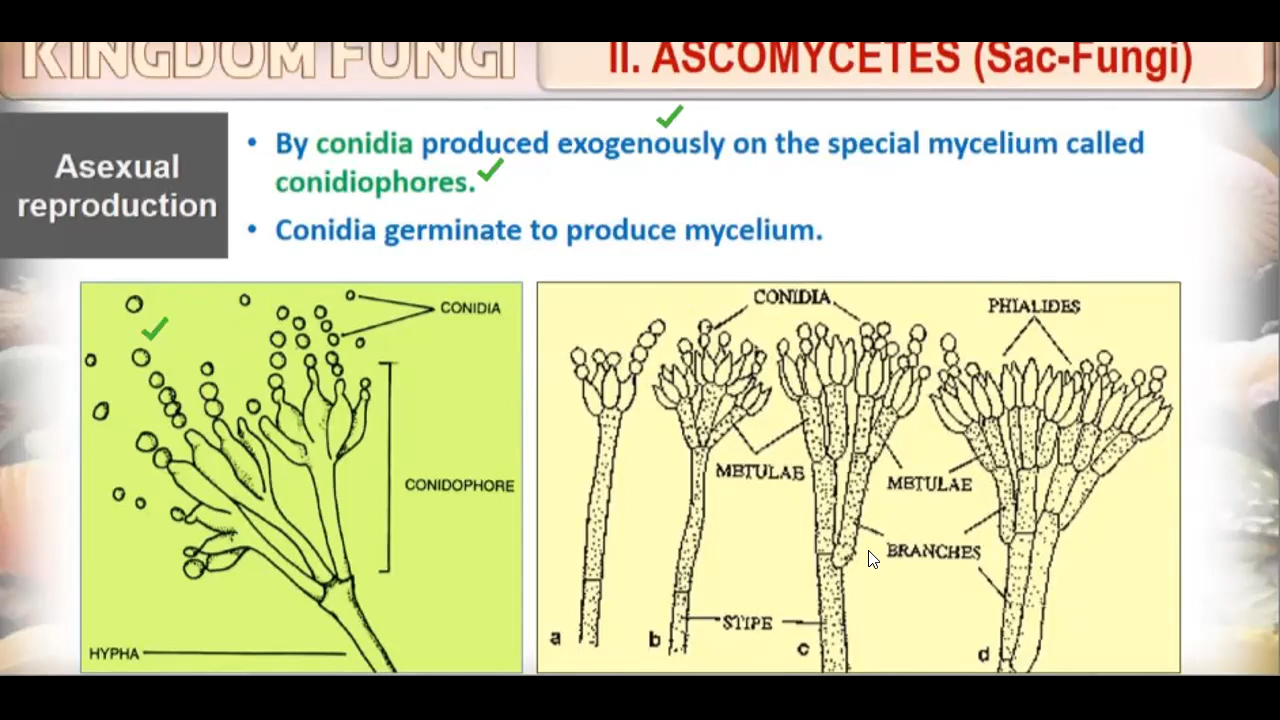 KINGDOM FUNGI
II. ASCOMYCETES (Sac-Fungi)
Asexual
reproduction
• By conidia produced exogenously on the special mycelium called
conidiophores.
• Conidia germinate to produce mycelium.
CONIDIA
CONIDOPHORE
HYPHA
CONIDIA
PHIALIDES
METULAE
METULAE
BRANCHES
STIPE
a
b
c
d